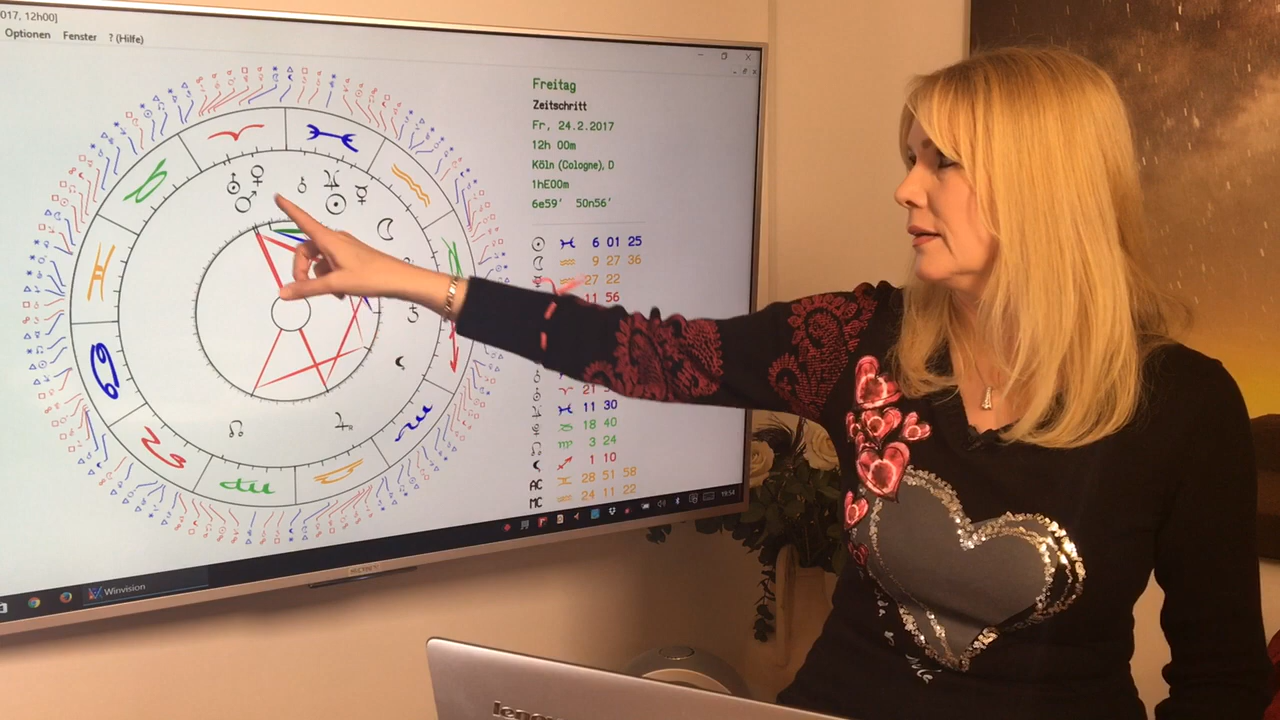 017, 12h00]
Optionen Fenster ? (Hilfe)
Freitag
Zeitschritt
Fr, 24.2.2017
12h 00m
Köln (Cologne), D
1hE00m
6e59' 50n56'
6 01 25
9 27 36
27 22
11 56
21
11 30
18 40
3 24
1 10
AC 28 51 58
MC 24 11 22
19:54
Winvision
lenovo